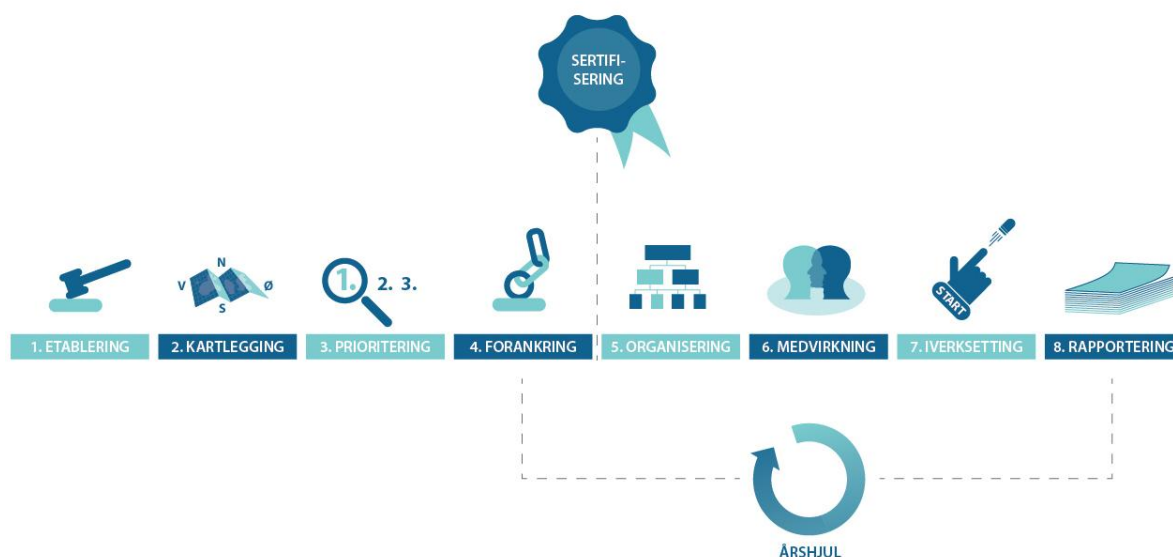 SERTIFI-
SERING
N
V
Ø
S
1.
2. 3.
START
1. ETABLERING
2. KARTLEGGING
3. PRIORITERING
4. FORANKRING
5. ORGANISERING
6. MEDVIRKNING
7. IVERKSETTING
8. RAPPORTERING
ÅRSHJUL